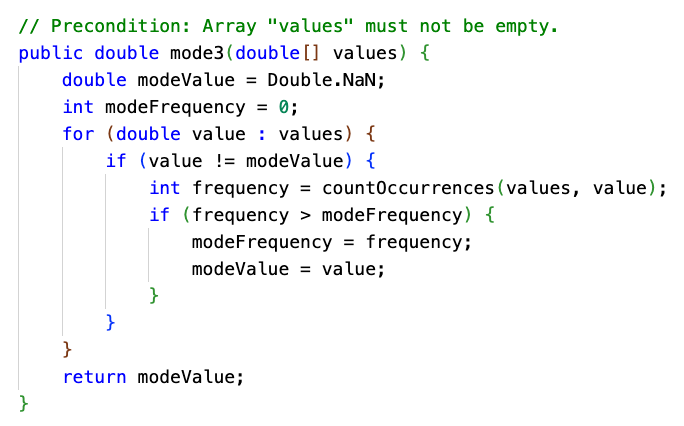 // Precondition: Array "values" must not be empty.
public double mode3(double[] values) {
    double modeValue = Double.NaN;
    int modeFrequency = 0;
    for (double value : values) {
        if (value != modeValue) {
            int frequency = countOccurrences(values, value);
            if (frequency > modeFrequency) {
                modeFrequency = frequency;
                modeValue = value;
            }
        }
    }
    return modeValue;
}